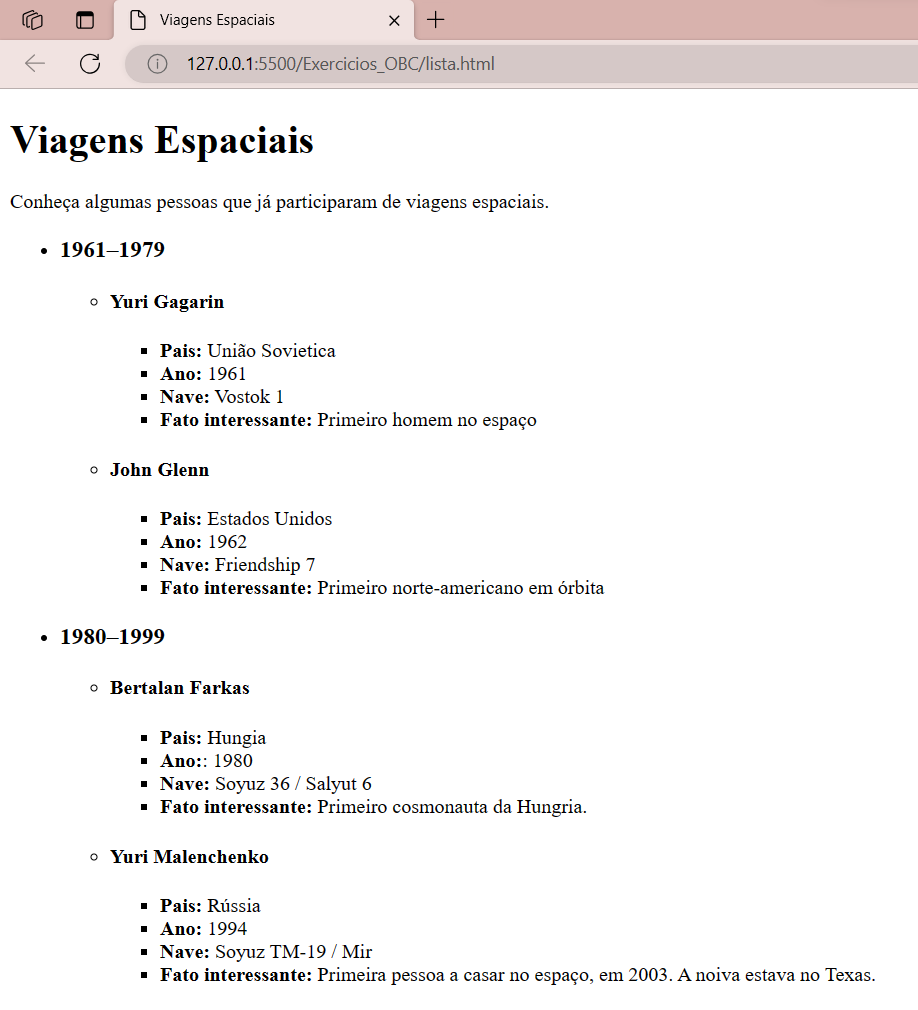 Viagens Espaciais
127.0.0.1:5500/Exercicios_OBC/lista.html
Viagens Espaciais
Conheça algumas pessoas que já participaram de viagens espaciais.
1961–1979
Yuri Gagarin
Pais: União Sovietica
Ano: 1961
Nave: Vostok 1
Fato interessante: Primeiro homem no espaço
John Glenn
Pais: Estados Unidos
Ano: 1962
Nave: Friendship 7
Fato interessante: Primeiro norte-americano em órbita
1980–1999
Bertalan Farkas
Pais: Hungia
Ano:: 1980
Nave: Soyuz 36 / Salyut 6
Fato interessante: Primeiro cosmonauta da Hungria.
Yuri Malenchenko
Pais: Rússia
Ano: 1994
Nave: Soyuz TM-19 / Mir
Fato interessante: Primeira pessoa a casar no espaço, em 2003. A noiva estava no Texas.